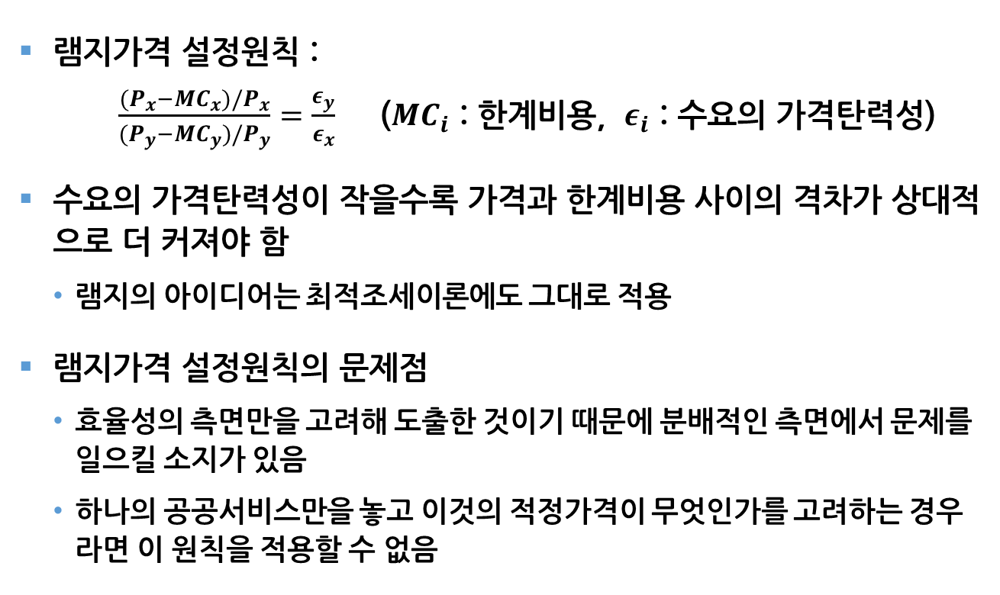 ▪ 램지가격 설정원칙 :
$\frac{(P_x-MC_x)/P_x}{(P_y-MC_y)/P_y} = \frac{\epsilon_y}{\epsilon_x}$ ($MC_i$ : 한계비용, $\epsilon_i$ : 수요의 가격탄력성)
▪ 수요의 가격탄력성이 작을수록 가격과 한계비용 사이의 격차가 상대적
으로 더 커져야 함
• 램지의 아이디어는 최적조세이론에도 그대로 적용
▪ 램지가격 설정원칙의 문제점
• 효율성의 측면만을 고려해 도출한 것이기 때문에 분배적인 측면에서 문제를
일으킬 소지가 있음
• 하나의 공공서비스만을 놓고 이것의 적정가격이 무엇인가를 고려하는 경우
라면 이 원칙을 적용할 수 없음